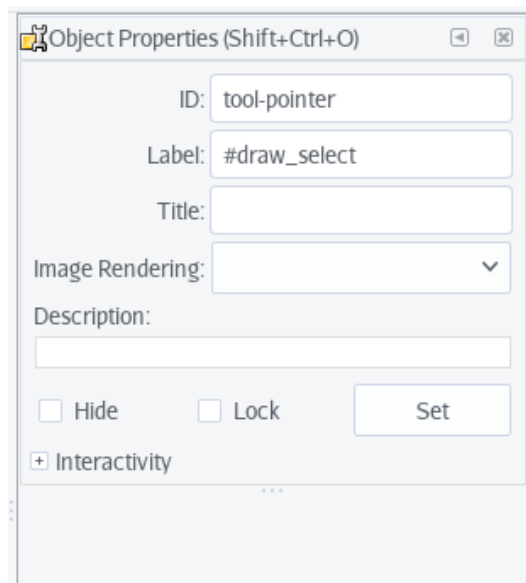 Object Properties (Shift+Ctrl+O)
ID: tool-pointer
Label: #draw_select
Title:
Image Rendering:
Description:
Hide Lock Set
Interactivity